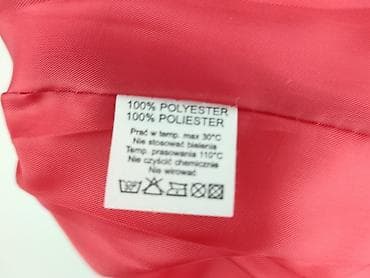 100% POLYESTER
100% POLIESTER
Prać w temp. max 30°C
Nie stosować bielenia
Temp. prasowania 110°C
Nie czyścić chemicznie
Nie wirować